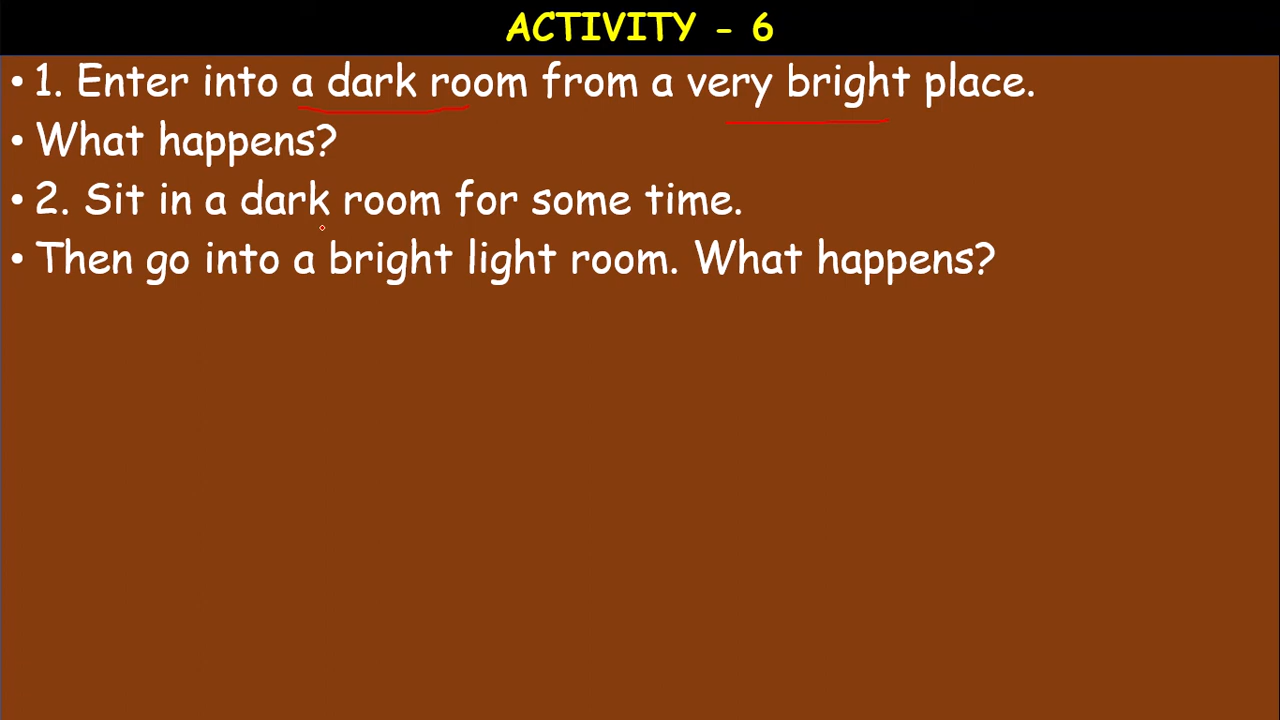 ACTIVITY - 6
• 1. Enter into a dark room from a very bright place.
• What happens?
• 2. Sit in a dark room for some time.
• Then go into a bright light room. What happens?